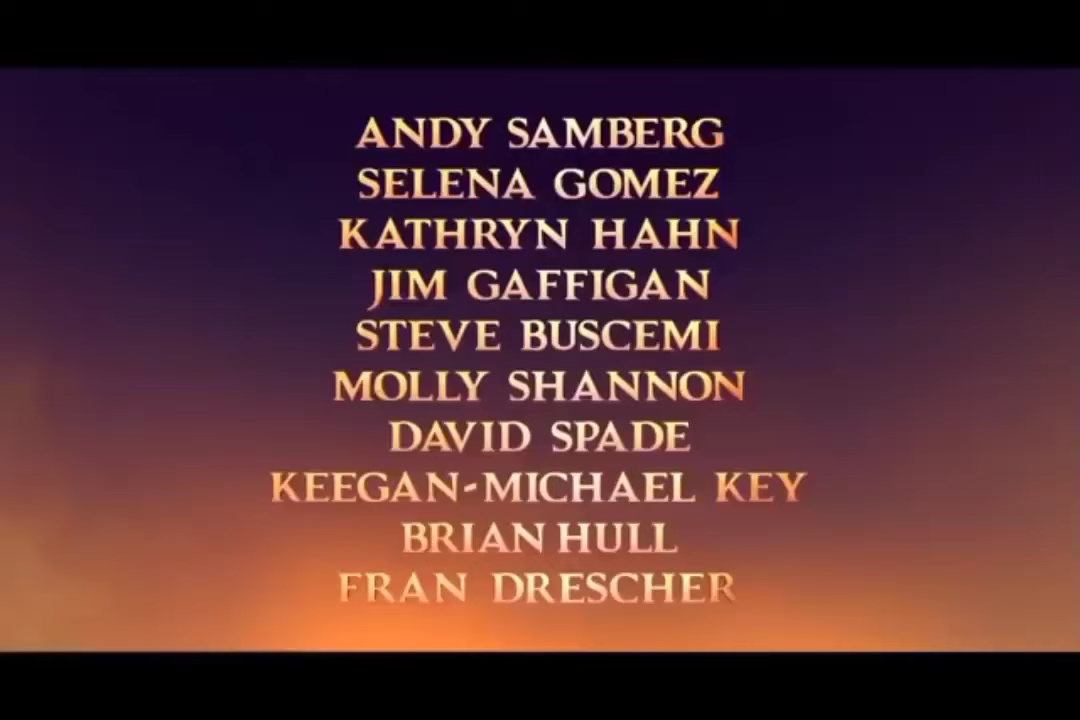 ANDY SAMBERG
SELENA GOMEZ
KATHRYN HAHN
JIM GAFFIGAN
STEVE BUSCEMI
MOLLY SHANNON
DAVID SPADE
KEEGAN-MICHAEL KEY
BRIAN HULL
FRAN DRESCHER